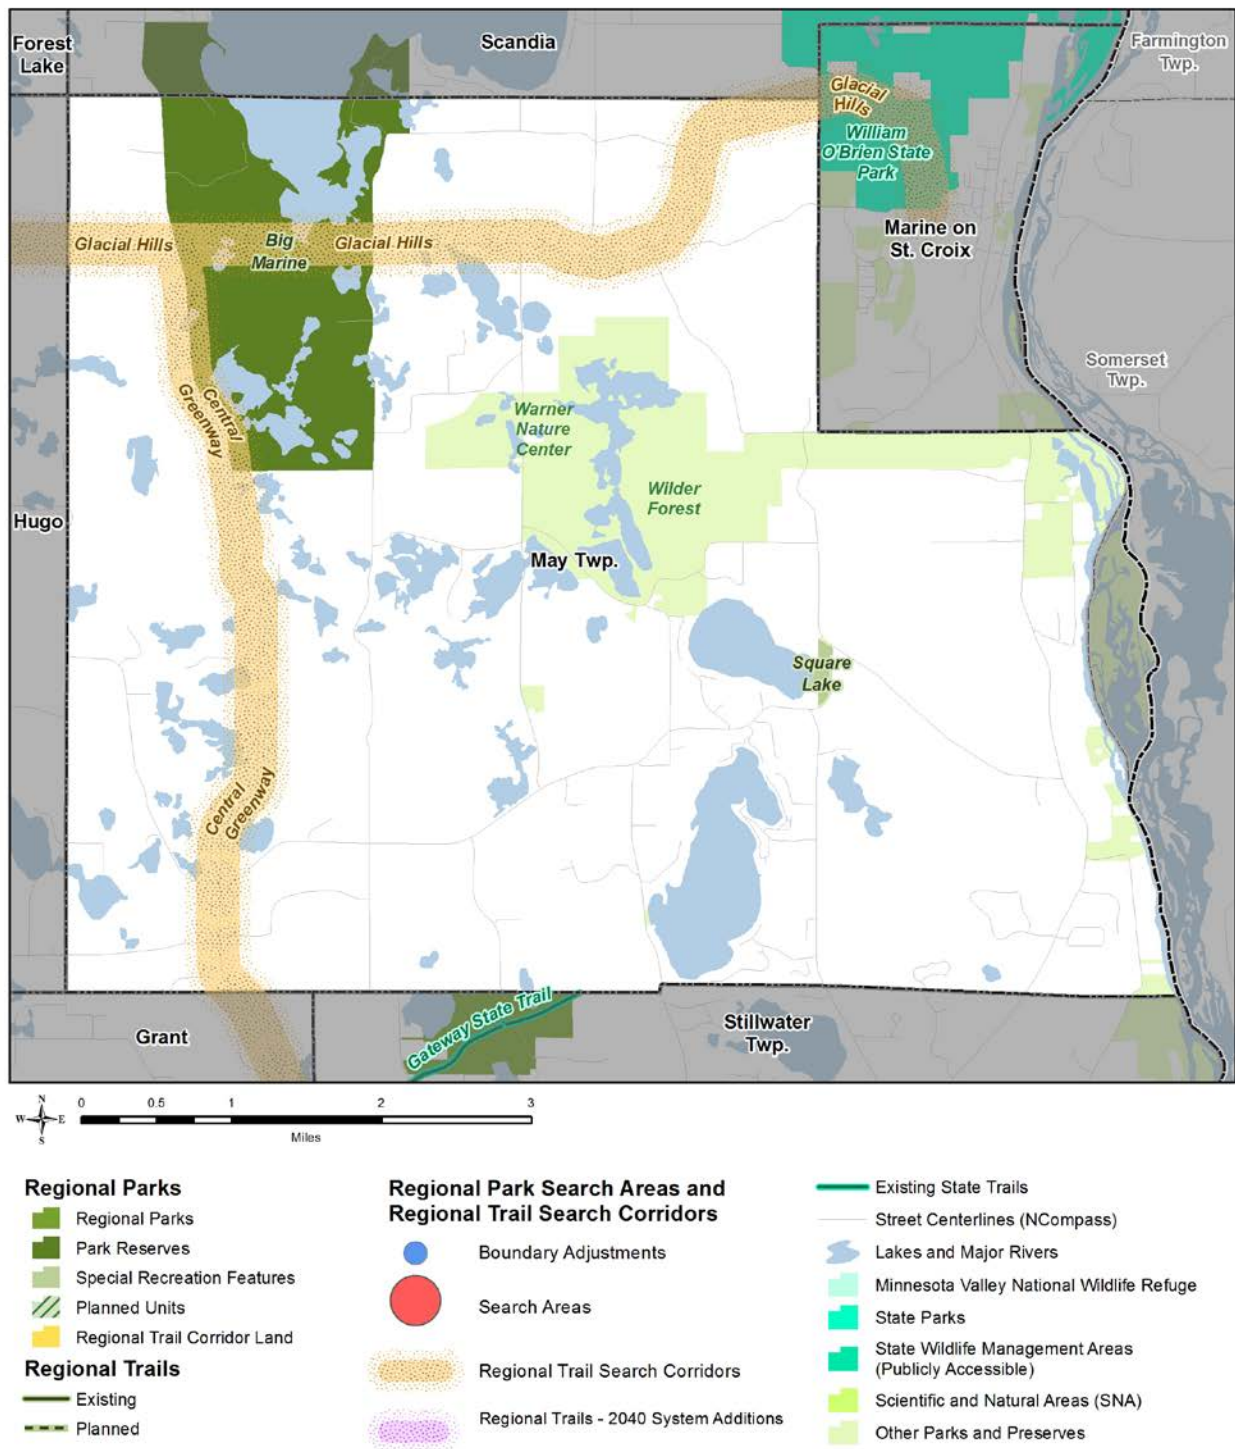 Forest
Lake
Scandia
Farmington
Twp.
Glacial
Hills
William
O'Brien State
Park
Marine on
St. Croix
Glacial Hills
Big
Marine
Glacial Hills
Somerset
Twp.
Central
Greenway
Warner
Nature
Center
Wilder
Forest
Hugo
May Twp.
Square
Lake
Central
Greenway
Gateway State Trail
Grant
Stillwater
Twp.
N
W E
S
0 0.5 1 2 3
Miles
Regional Parks
Regional Parks
Park Reserves
Special Recreation Features
Planned Units
Regional Trail Corridor Land
Regional Trails
Existing
Planned
Regional Park Search Areas and
Regional Trail Search Corridors
Boundary Adjustments
Search Areas
Regional Trail Search Corridors
Regional Trails - 2040 System Additions
Existing State Trails
Street Centerlines (NCompass)
Lakes and Major Rivers
Minnesota Valley National Wildlife Refuge
State Parks
State Wildlife Management Areas
(Publicly Accessible)
Scientific and Natural Areas (SNA)
Other Parks and Preserves